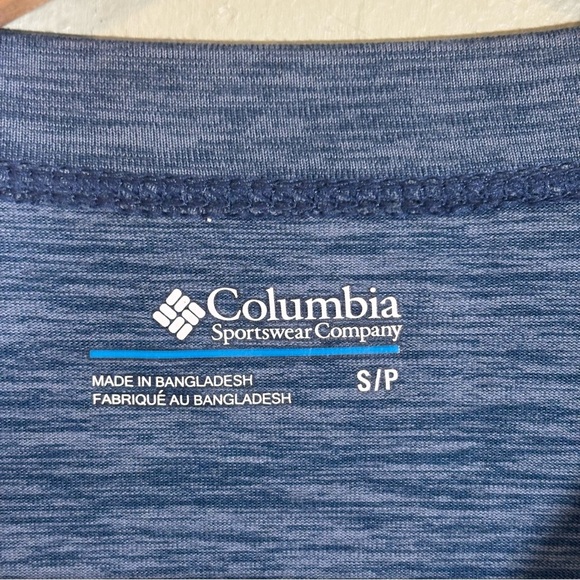 Columbia
Sportswear Company
MADE IN BANGLADESH
FABRIQUÉ AU BANGLADESH
S/P